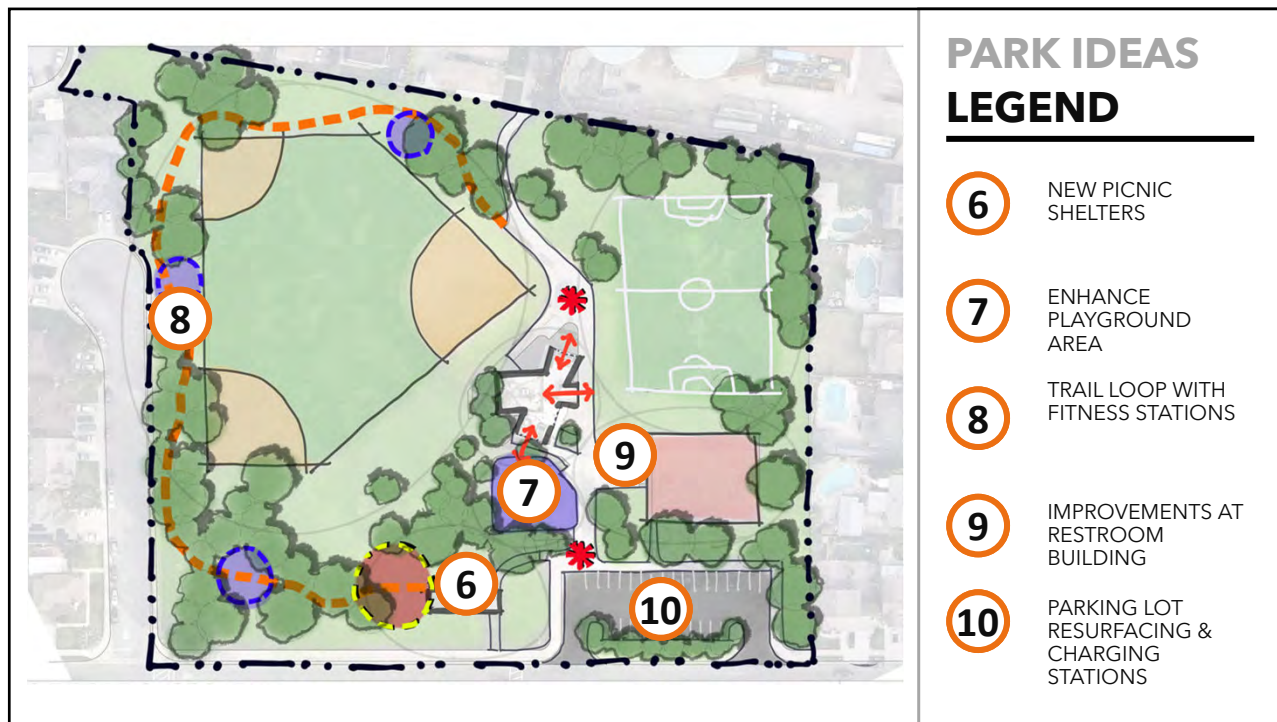 PARK IDEAS
LEGEND
6
NEW PICNIC
SHELTERS
7
ENHANCE
PLAYGROUND
AREA
8
TRAIL LOOP WITH
FITNESS STATIONS
9
IMPROVEMENTS AT
RESTROOM
BUILDING
10
PARKING LOT
RESURFACING &
CHARGING
STATIONS
8
9
7
6
10